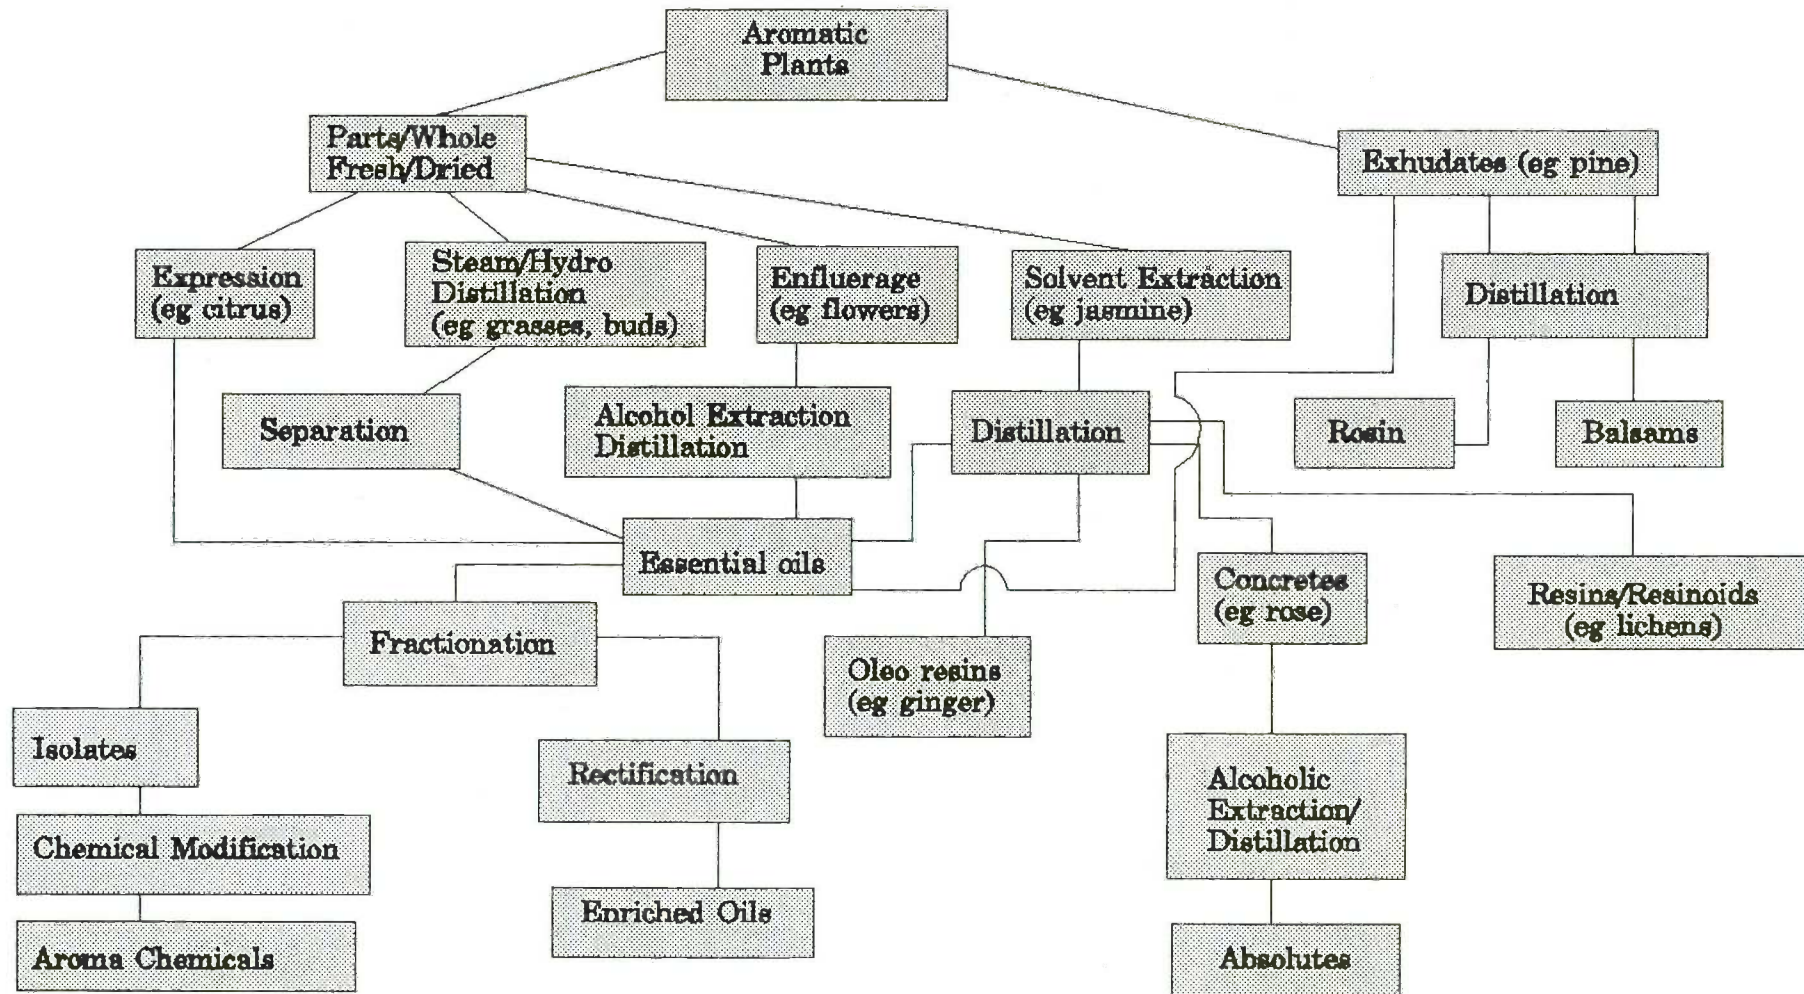 Aromatic
Plants
Parts/Whole
Fresh/Dried
Exhudates (eg pine)
Expression
(eg citrus)
Steam/Hydro
Distillation
(eg grasses, buds)
Enfluerage
(eg flowers)
Solvent Extraction
(eg jasmine)
Distillation
Separation
Alcohol Extraction
Distillation
Distillation
Rosin
Balsams
Essential oils
Concretes
(eg rose)
Resins/Resinoids
(eg lichens)
Fractionation
Oleo resins
(eg ginger)
Isolates
Rectification
Alcoholic
Extraction/
Distillation
Chemical Modification
Enriched Oils
Aroma Chemicals
Absolutes